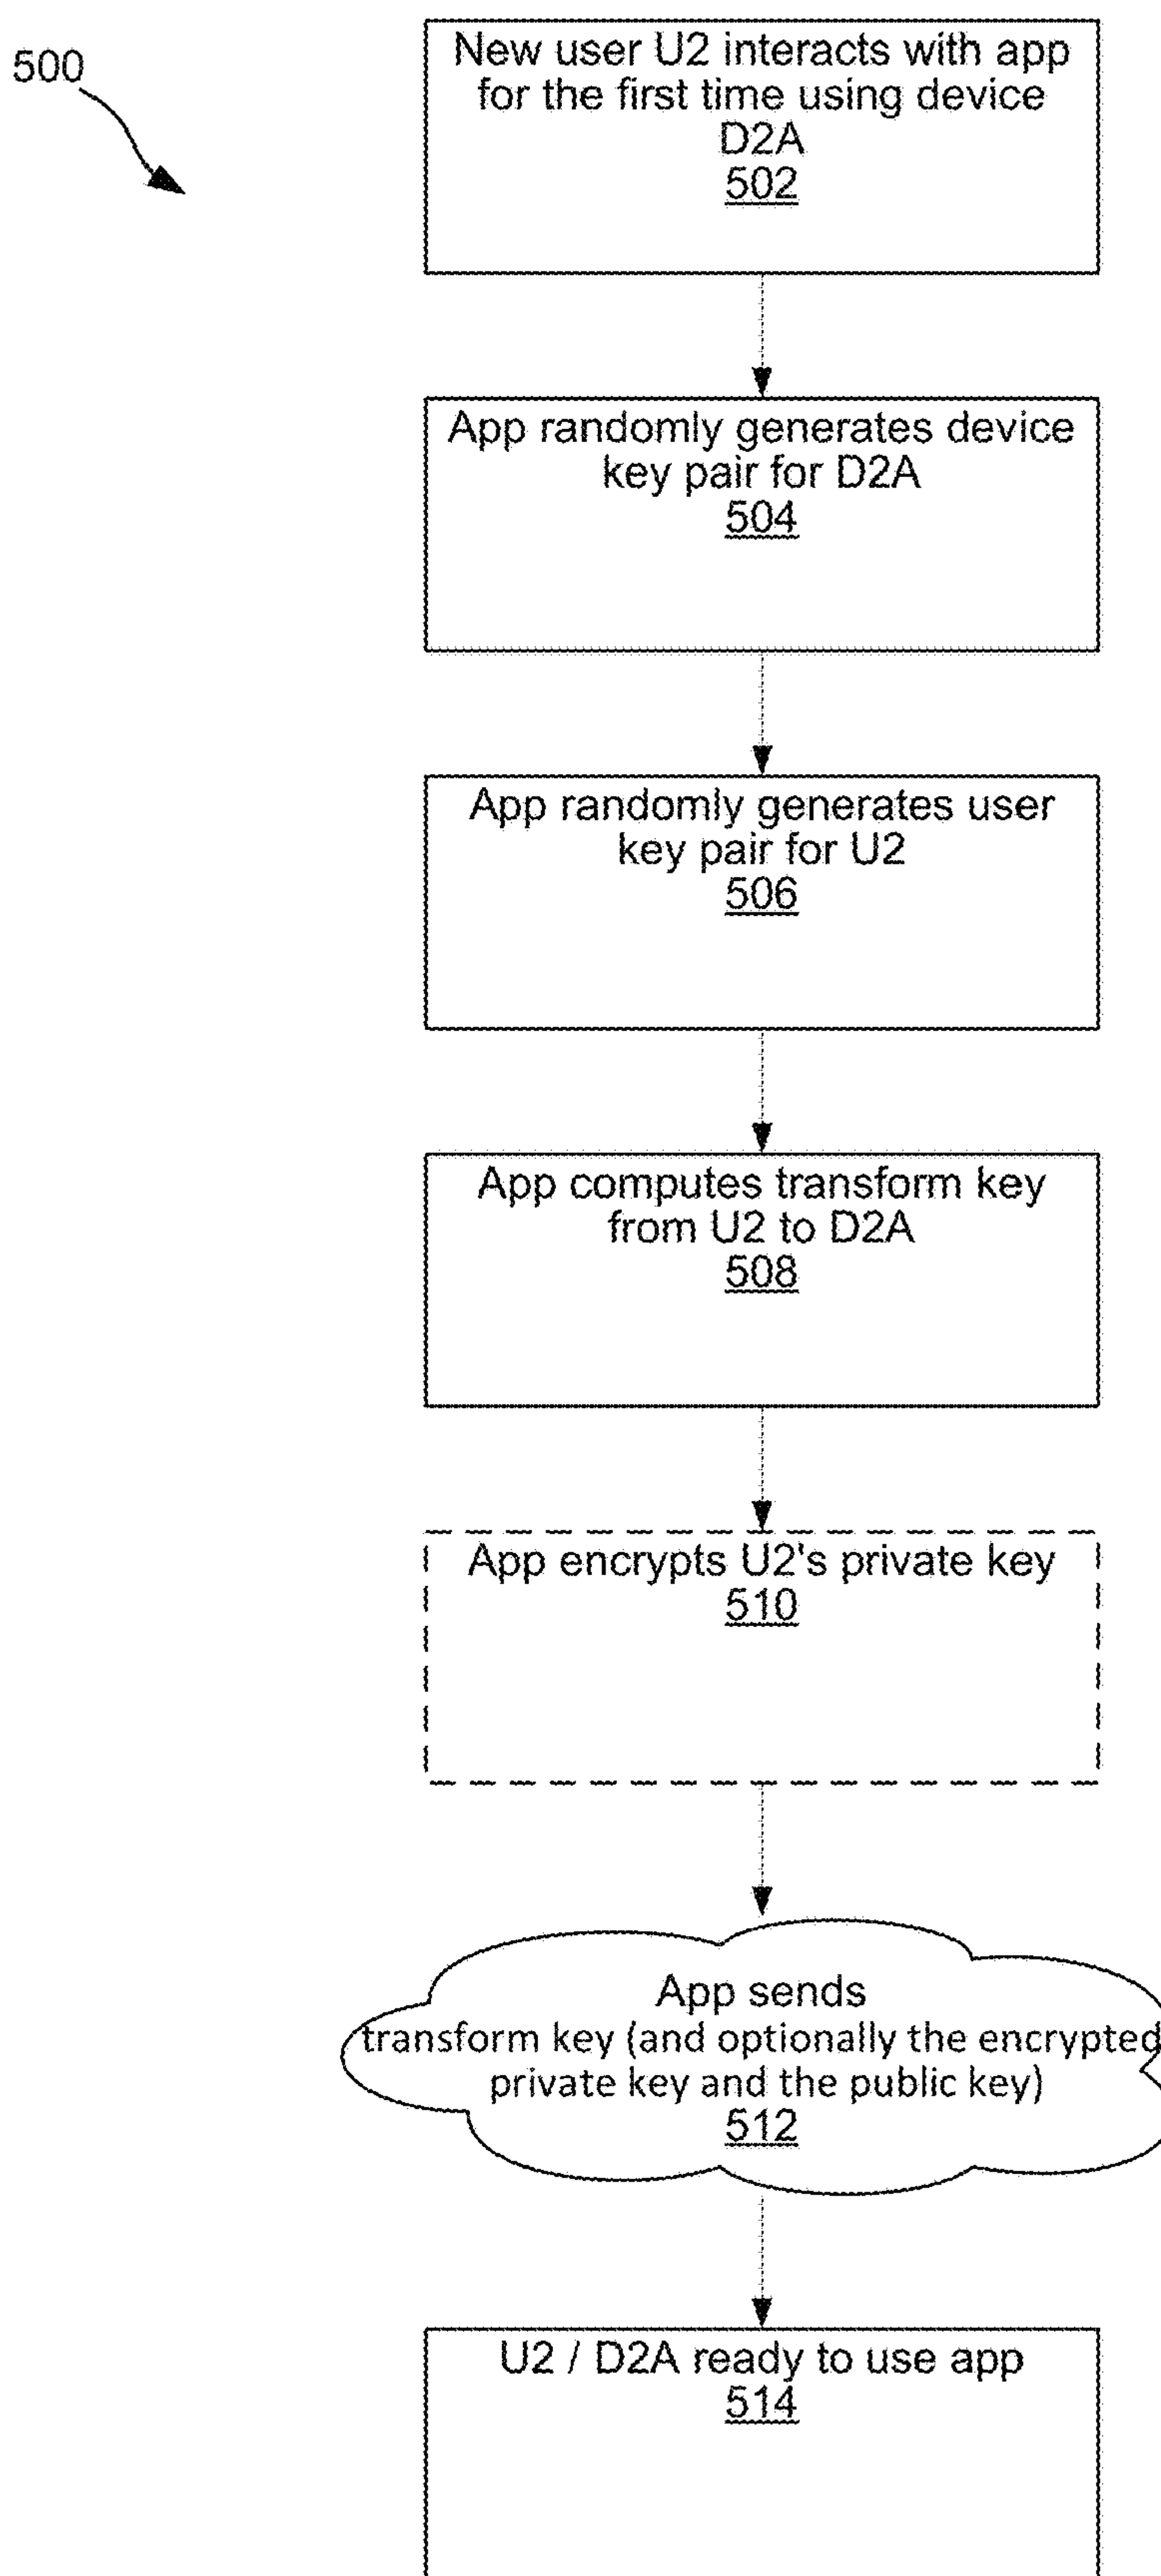 500
New user U2 interacts with app
for the first time using device
D2A
502
App randomly generates device
key pair for D2A
504
App randomly generates user
key pair for U2
506
App computes transform key
from U2 to D2A
508
App encrypts U2's private key
510
App sends
transform key (and optionally the encrypted
private key and the public key)
512
U2 / D2A ready to use app
514